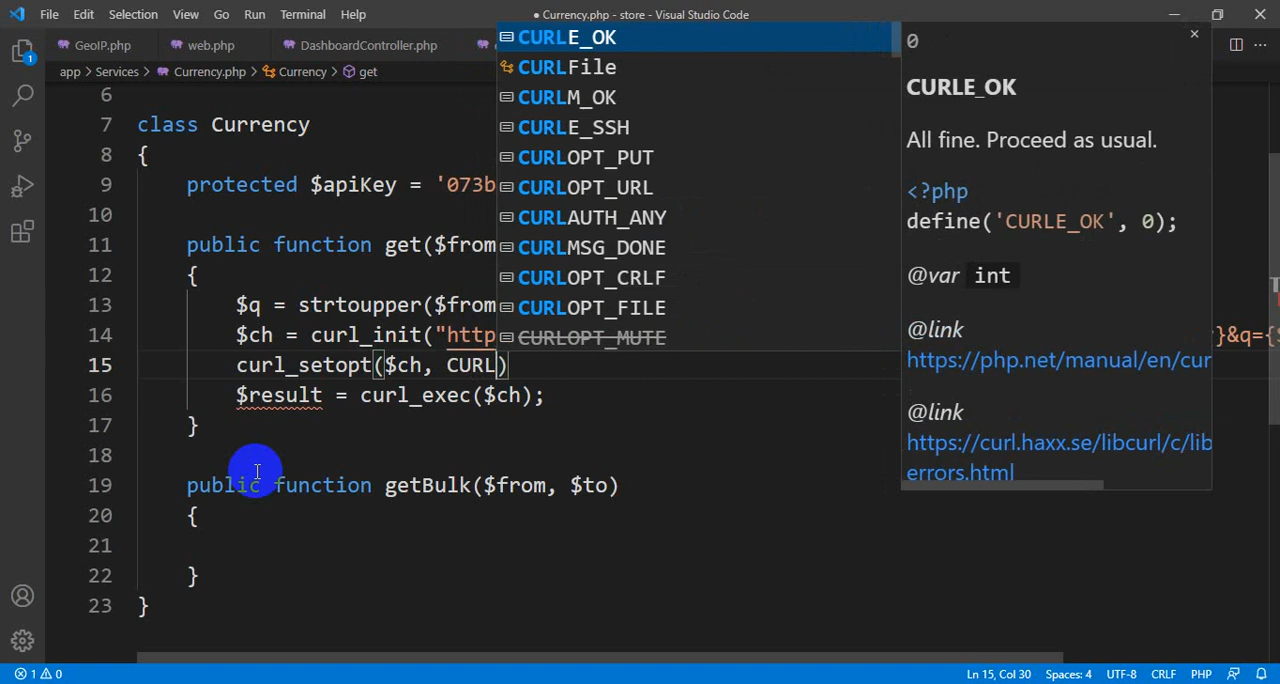 File Edit Selection View Go Run Terminal Help ● Currency.php - store - Visual Studio Code
GeoIP.php web.php DashboardController.php
app > Services > Currency.php > Currency > get
6
7 class Currency
8 {
9 protected $apiKey = '073b
10
11 public function get($from
12 {
13 $q = strtoupper($from
14 $ch = curl_init("http }&q={$
15 curl_setopt($ch, CURL)
16 $result = curl_exec($ch);
17 }
18
19 public function getBulk($from, $to)
20 {
21
22 }
23 }
CURLE_OK
CURLFile
CURLM_OK
CURLE_SSH
CURLOPT_PUT
CURLOPT_URL
CURLAUTH_ANY
CURLMSG_DONE
CURLOPT_CRLF
CURLOPT_FILE
CURLOPT_MUTE
0
CURLE_OK
All fine. Proceed as usual.
<?php
define('CURLE_OK', 0);
@var int
@link
https://php.net/manual/en/cur
@link
https://curl.haxx.se/libcurl/c/lib
errors.html
1
1 0 Ln 15, Col 30 Spaces: 4 UTF-8 CRLF PHP